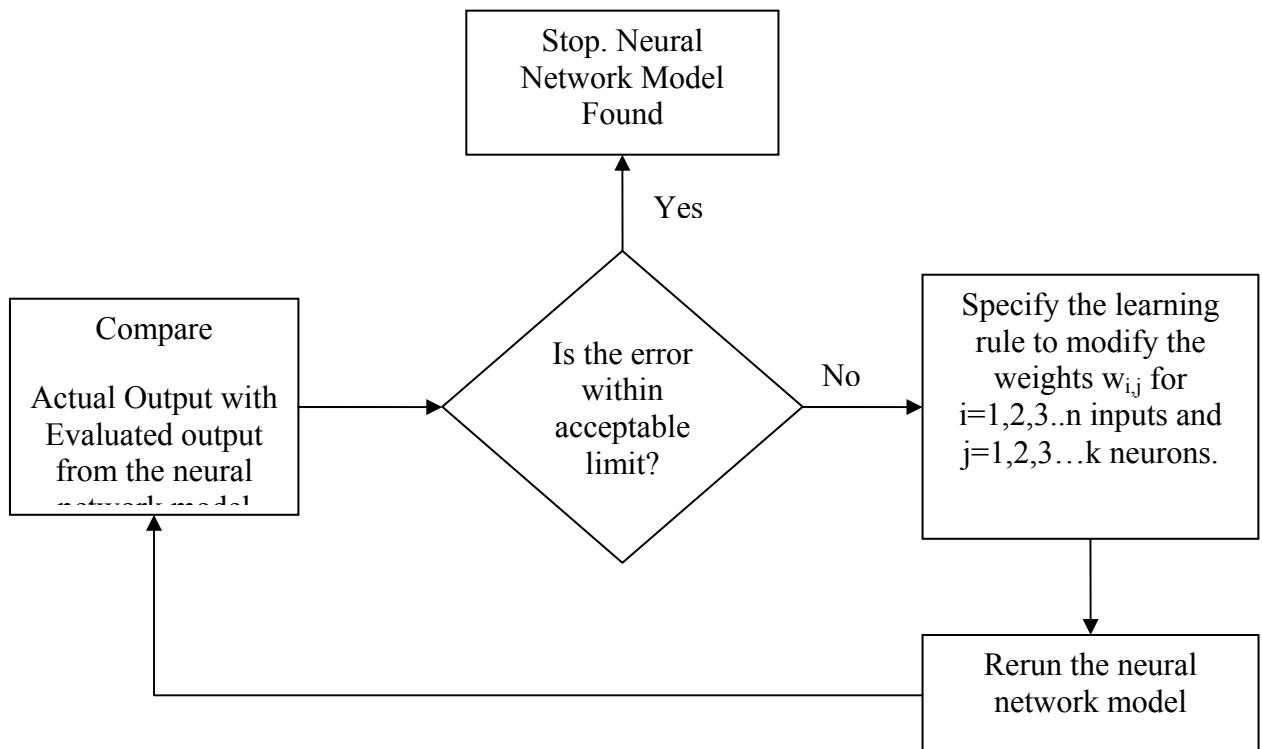 Stop. Neural
Network Model
Found
Yes
Compare
Actual Output with
Evaluated output
from the neural
network model
Is the error
within
acceptable
limit?
No
Specify the learning
rule to modify the
weights wi,j for
i=1,2,3..n inputs and
j=1,2,3…k neurons.
Rerun the neural
network model